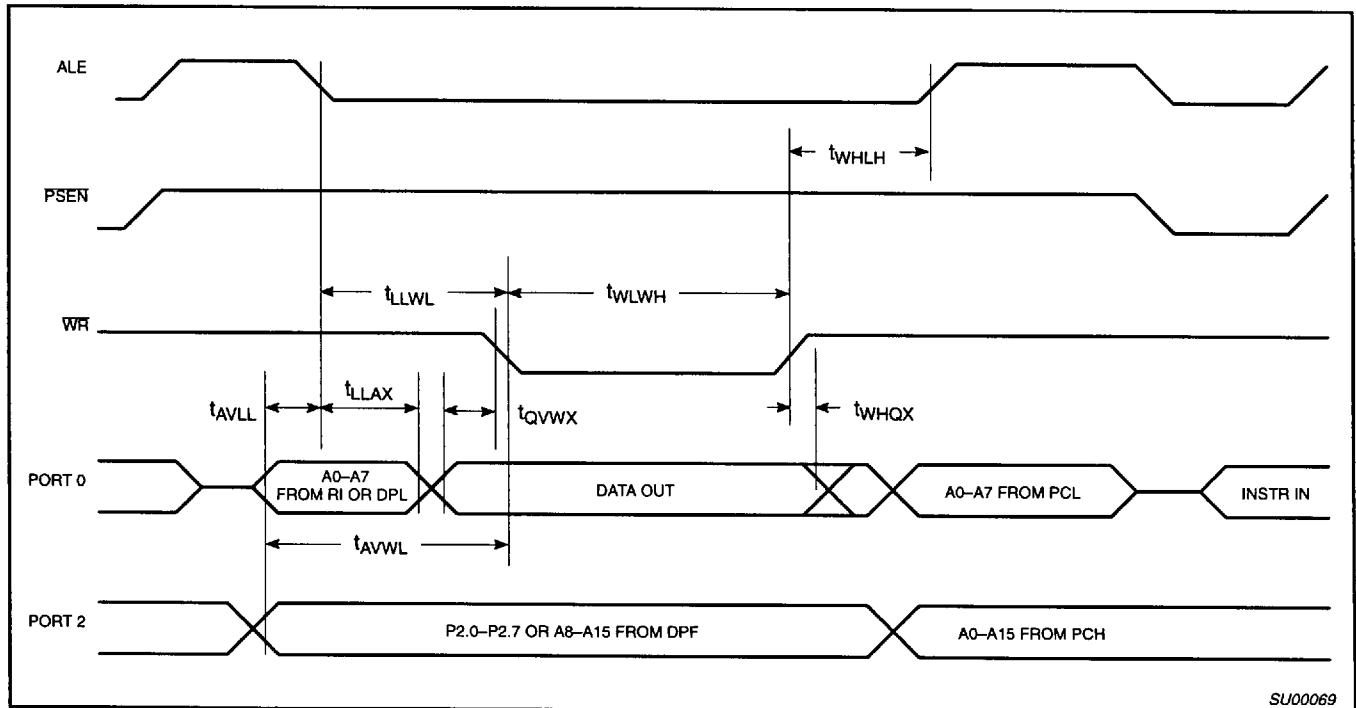 ALE
tWHLH
PSEN
tLLWL
tWLWH
WR
tAVLL
tLLAX
tQVWX
tWHQX
PORT 0
A0–A7
FROM RI OR DPL
DATA OUT
A0–A7 FROM PCL
INSTR IN
tAVWL
PORT 2
P2.0–P2.7 OR A8–A15 FROM DPF
A0–A15 FROM PCH
SU00069